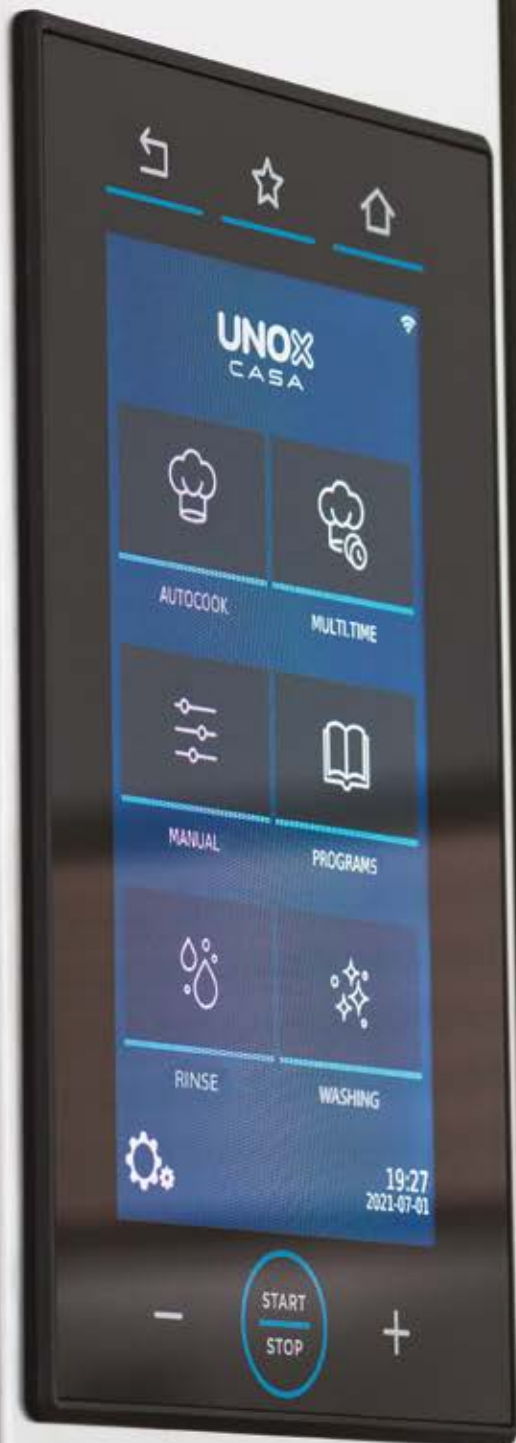 UNOX
CASA
AUTOCOOK
MULTI.TIME
MANUAL
PROGRAMS
RINSE
WASHING
19:27
2021-07-01
START
STOP